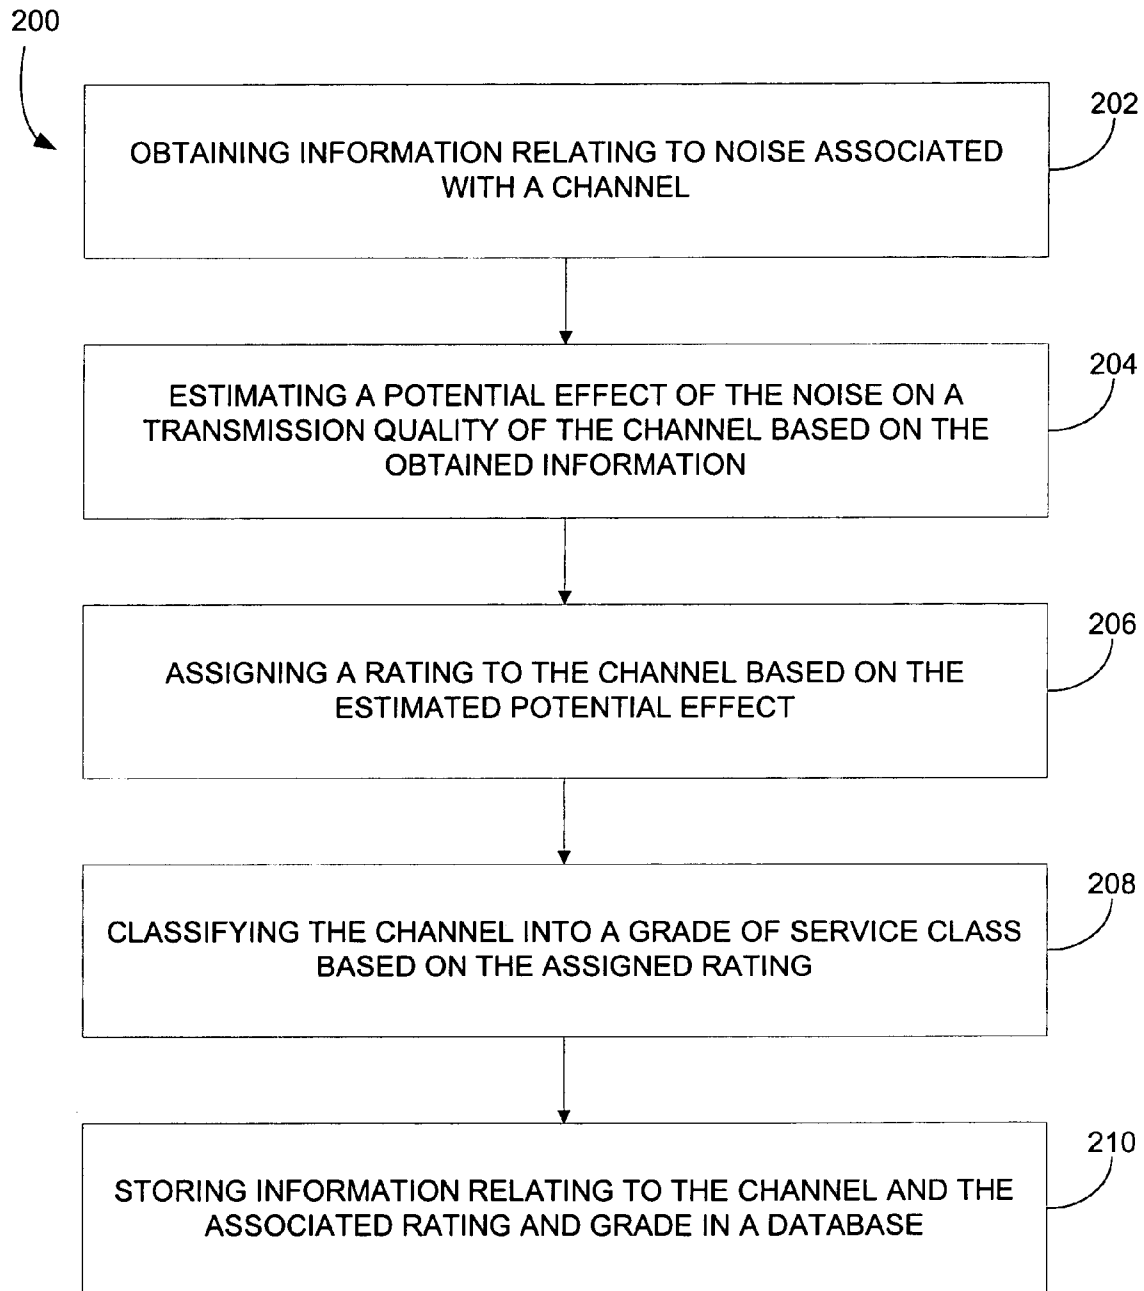 200
202
OBTAINING INFORMATION RELATING TO NOISE ASSOCIATED
WITH A CHANNEL
204
ESTIMATING A POTENTIAL EFFECT OF THE NOISE ON A
TRANSMISSION QUALITY OF THE CHANNEL BASED ON THE
OBTAINED INFORMATION
206
ASSIGNING A RATING TO THE CHANNEL BASED ON THE
ESTIMATED POTENTIAL EFFECT
208
CLASSIFYING THE CHANNEL INTO A GRADE OF SERVICE CLASS
BASED ON THE ASSIGNED RATING
210
STORING INFORMATION RELATING TO THE CHANNEL AND THE
ASSOCIATED RATING AND GRADE IN A DATABASE